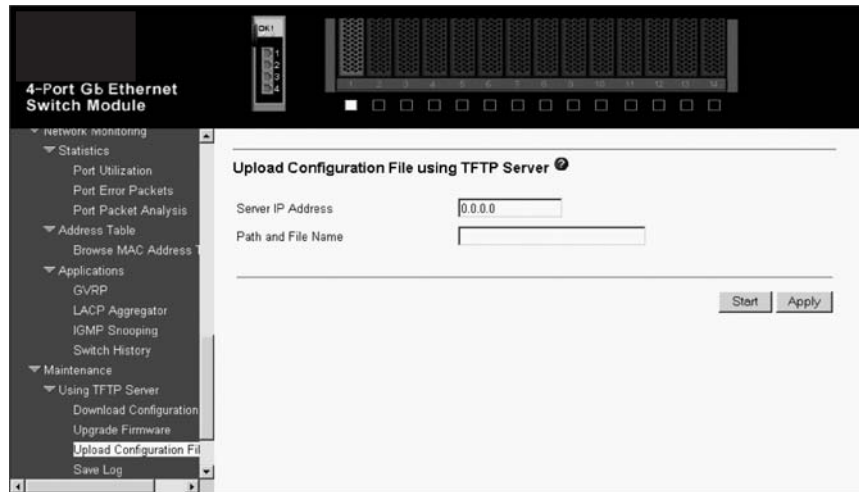 OK!
1
2
3
4
1 2 3 4 5 6 7 8 9 10 11 12 13 14
4-Port Gb Ethernet
Switch Module
Network Monitoring
Statistics
Port Utilization
Port Error Packets
Port Packet Analysis
Address Table
Browse MAC Address T
Applications
GVRP
LACP Aggregator
IGMP Snooping
Switch History
Maintenance
Using TFTP Server
Download Configuration
Upgrade Firmware
Upload Configuration Fil
Save Log
Upload Configuration File using TFTP Server ?
Server IP Address 0.0.0.0
Path and File Name
Start Apply